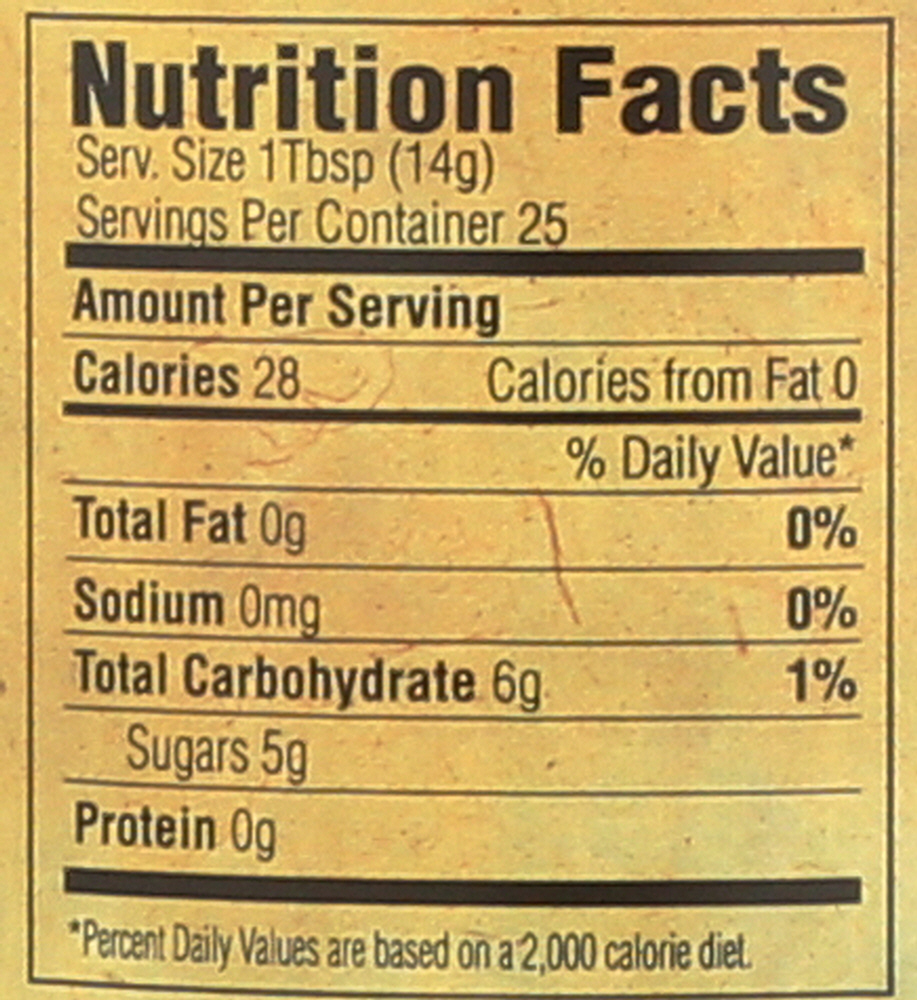 Nutrition Facts
Serv. Size 1Tbsp (14g)
Servings Per Container 25
Amount Per Serving
Calories 28 Calories from Fat 0
% Daily Value*
Total Fat 0g 0%
Sodium 0mg 0%
Total Carbohydrate 6g 1%
Sugars 5g
Protein 0g
*Percent Daily Values are based on a 2,000 calorie diet.